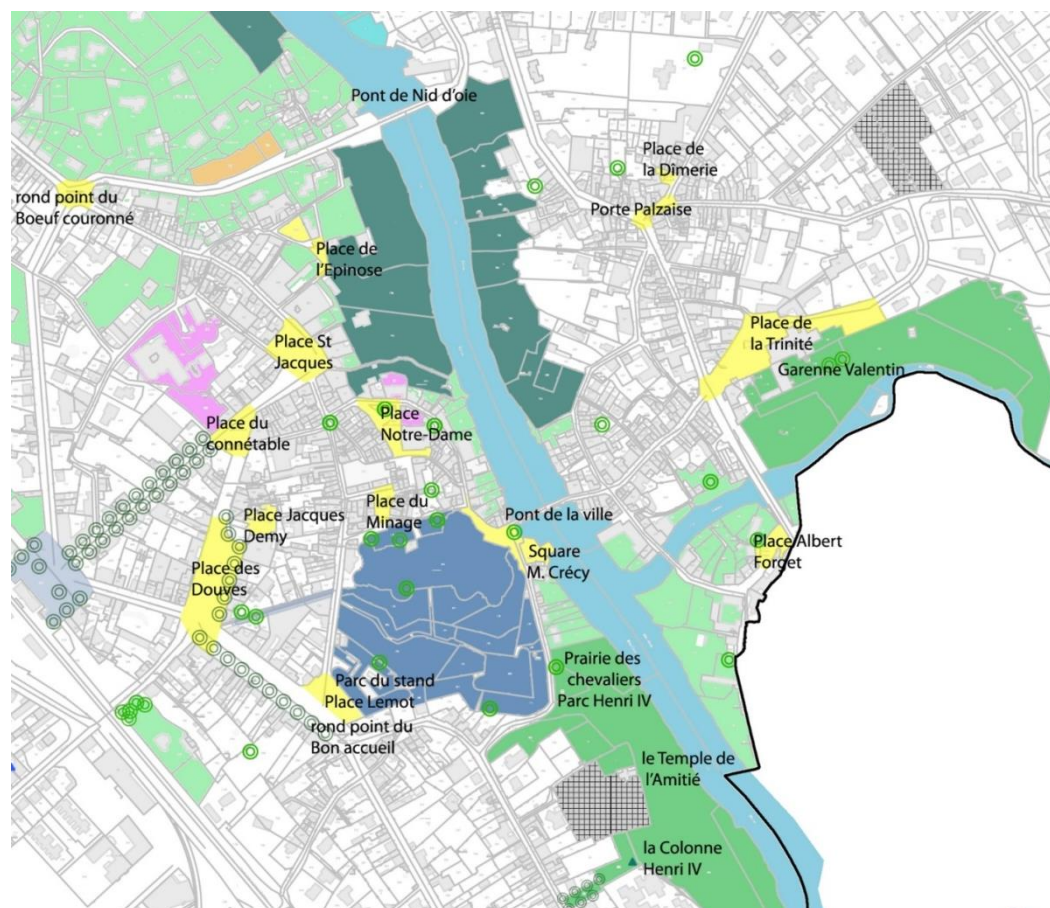 Pont de Nid d'oie
Place de
la Dîmerie
rond point du
Boeuf couronné
Porte Palzaise
Place de
l'Epinose
Place St
Jacques
Place de
la Trinité
Garenne Valentin
Place du
connétable
Place
Notre-Dame
Place du
Minage
Place Jacques
Demy
Pont de la ville
Square
M. Crécy
Place Albert
Forget
Place des
Douves
Parc du stand
Place Lemot
rond point du
Bon accueil
Prairie des
chevaliers
Parc Henri IV
le Temple de
l'Amitié
la Colonne
Henri IV